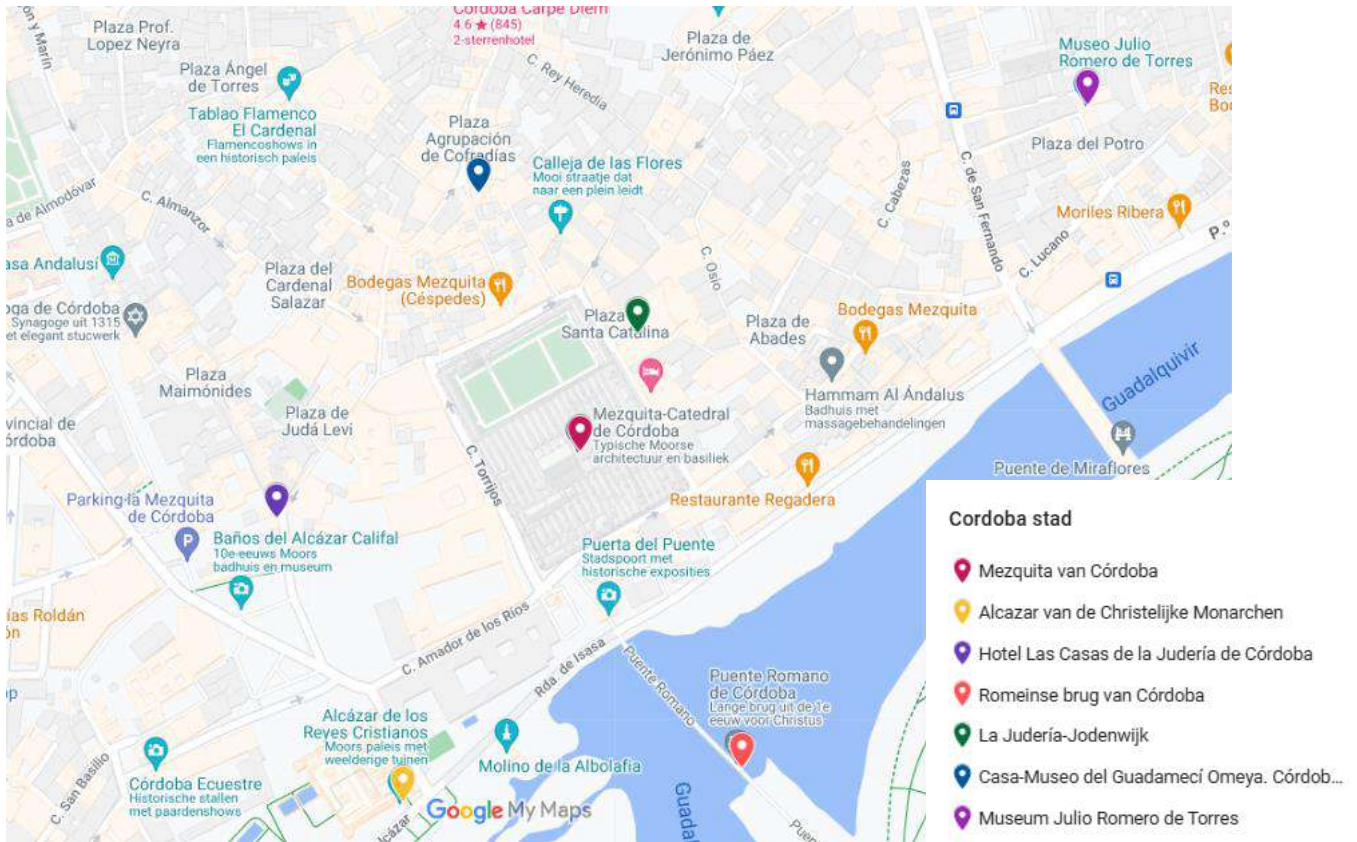 Córdoba Carpe Diem
4.6 ★ (845)
2-sterrenhotel
Plaza Prof.
Lopez Neyra
Plaza de
Jerónimo Páez
Museo Julio
Romero de Torres
Plaza Ángel
de Torres
C. Rey Heredia
Tablao Flamenco
El Cardenal
Flamencoshows in
een historisch paleis
Plaza
Agrupación
de Cofradías
Plaza del Potro
Calleja de las Flores
Mooi straatje dat
naar een plein leidt
C. de San Fernando
C. Cabezas
C. Almanzor
Moriles Ribera
P.º
C. Lucano
C. Osio
Plaza del
Cardenal
Salazar
Bodegas Mezquita
(Céspedes)
Synagoge uit 1315
Plaza
Santa Catalina
Plaza de
Abades
Bodegas Mezquita
Guadalquivir
Plaza
Maimónides
Plaza de
Judá Levi
Hammam Al Ándalus
Badhuis met
massagebehandelingen
Mezquita-Catedral
de Córdoba
Typische Moorse
architectuur en basiliek
C. Torrijos
Puente de Miraflores
Restaurante Regadera
Parking-la Mezquita
de Córdoba
P
Baños del Alcázar Califal
10e-eeuws Moors
badhuis en museum
Puerta del Puente
Stadspoort met
historische exposities
C. Amador de los Ríos
Rda. de Isasa
Puente Romano
Puente Romano
de Córdoba
Lange brug uit de 1e
eeuw voor Christus
Alcázar de los
Reyes Cristianos
Moors paleis met
weelderige tuinen
Molino de la Albolafia
C. San Basilio
Córdoba Ecuestre
Historische stallen
met paardenshows
Google My Maps
Cordoba stad
Mezquita van Córdoba
Alcazar van de Christelijke Monarchen
Hotel Las Casas de la Judería de Córdoba
Romeinse brug van Córdoba
La Judería-Jodenwijk
Casa-Museo del Guadamecí Omeya. Córdob...
Museum Julio Romero de Torres